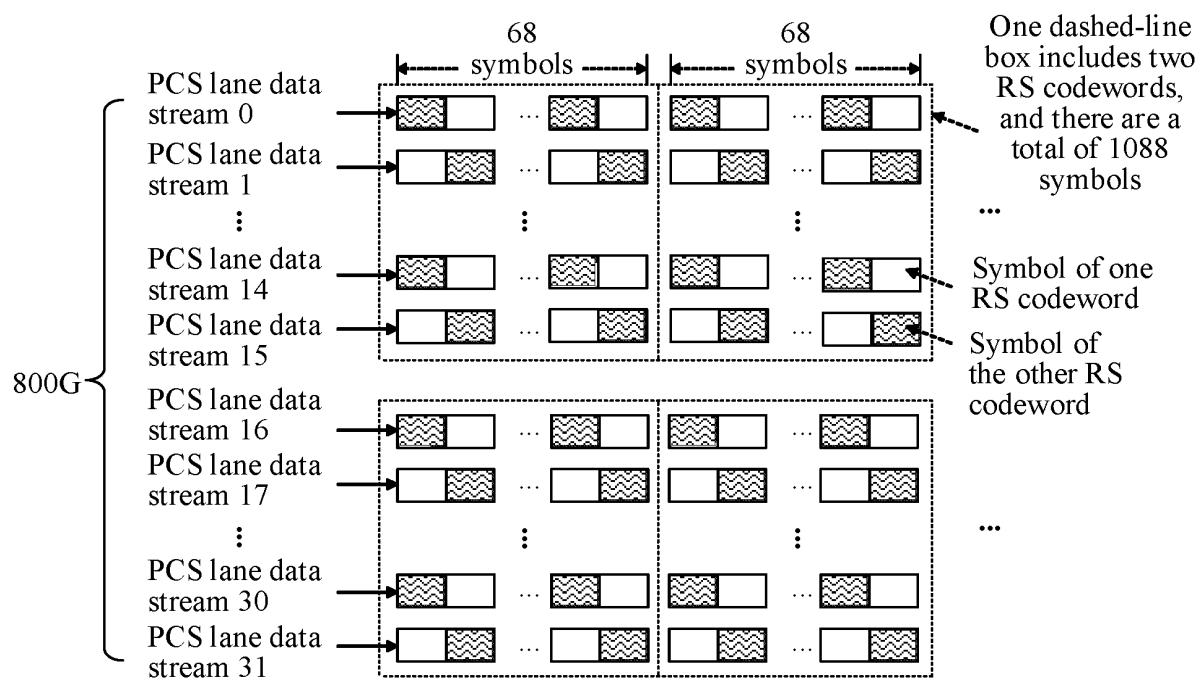 68
symbols
68
symbols
One dashed-line
box includes two
RS codewords,
and there are a
total of 1088
symbols
PCS lane data
stream 0
PCS lane data
stream 1
...
...
PCS lane data
stream 14
...
...
Symbol of one
RS codeword
PCS lane data
stream 15
...
...
Symbol of
the other RS
codeword
800G
PCS lane data
stream 16
...
...
PCS lane data
stream 17
...
...
...
PCS lane data
stream 30
...
...
PCS lane data
stream 31
...
...